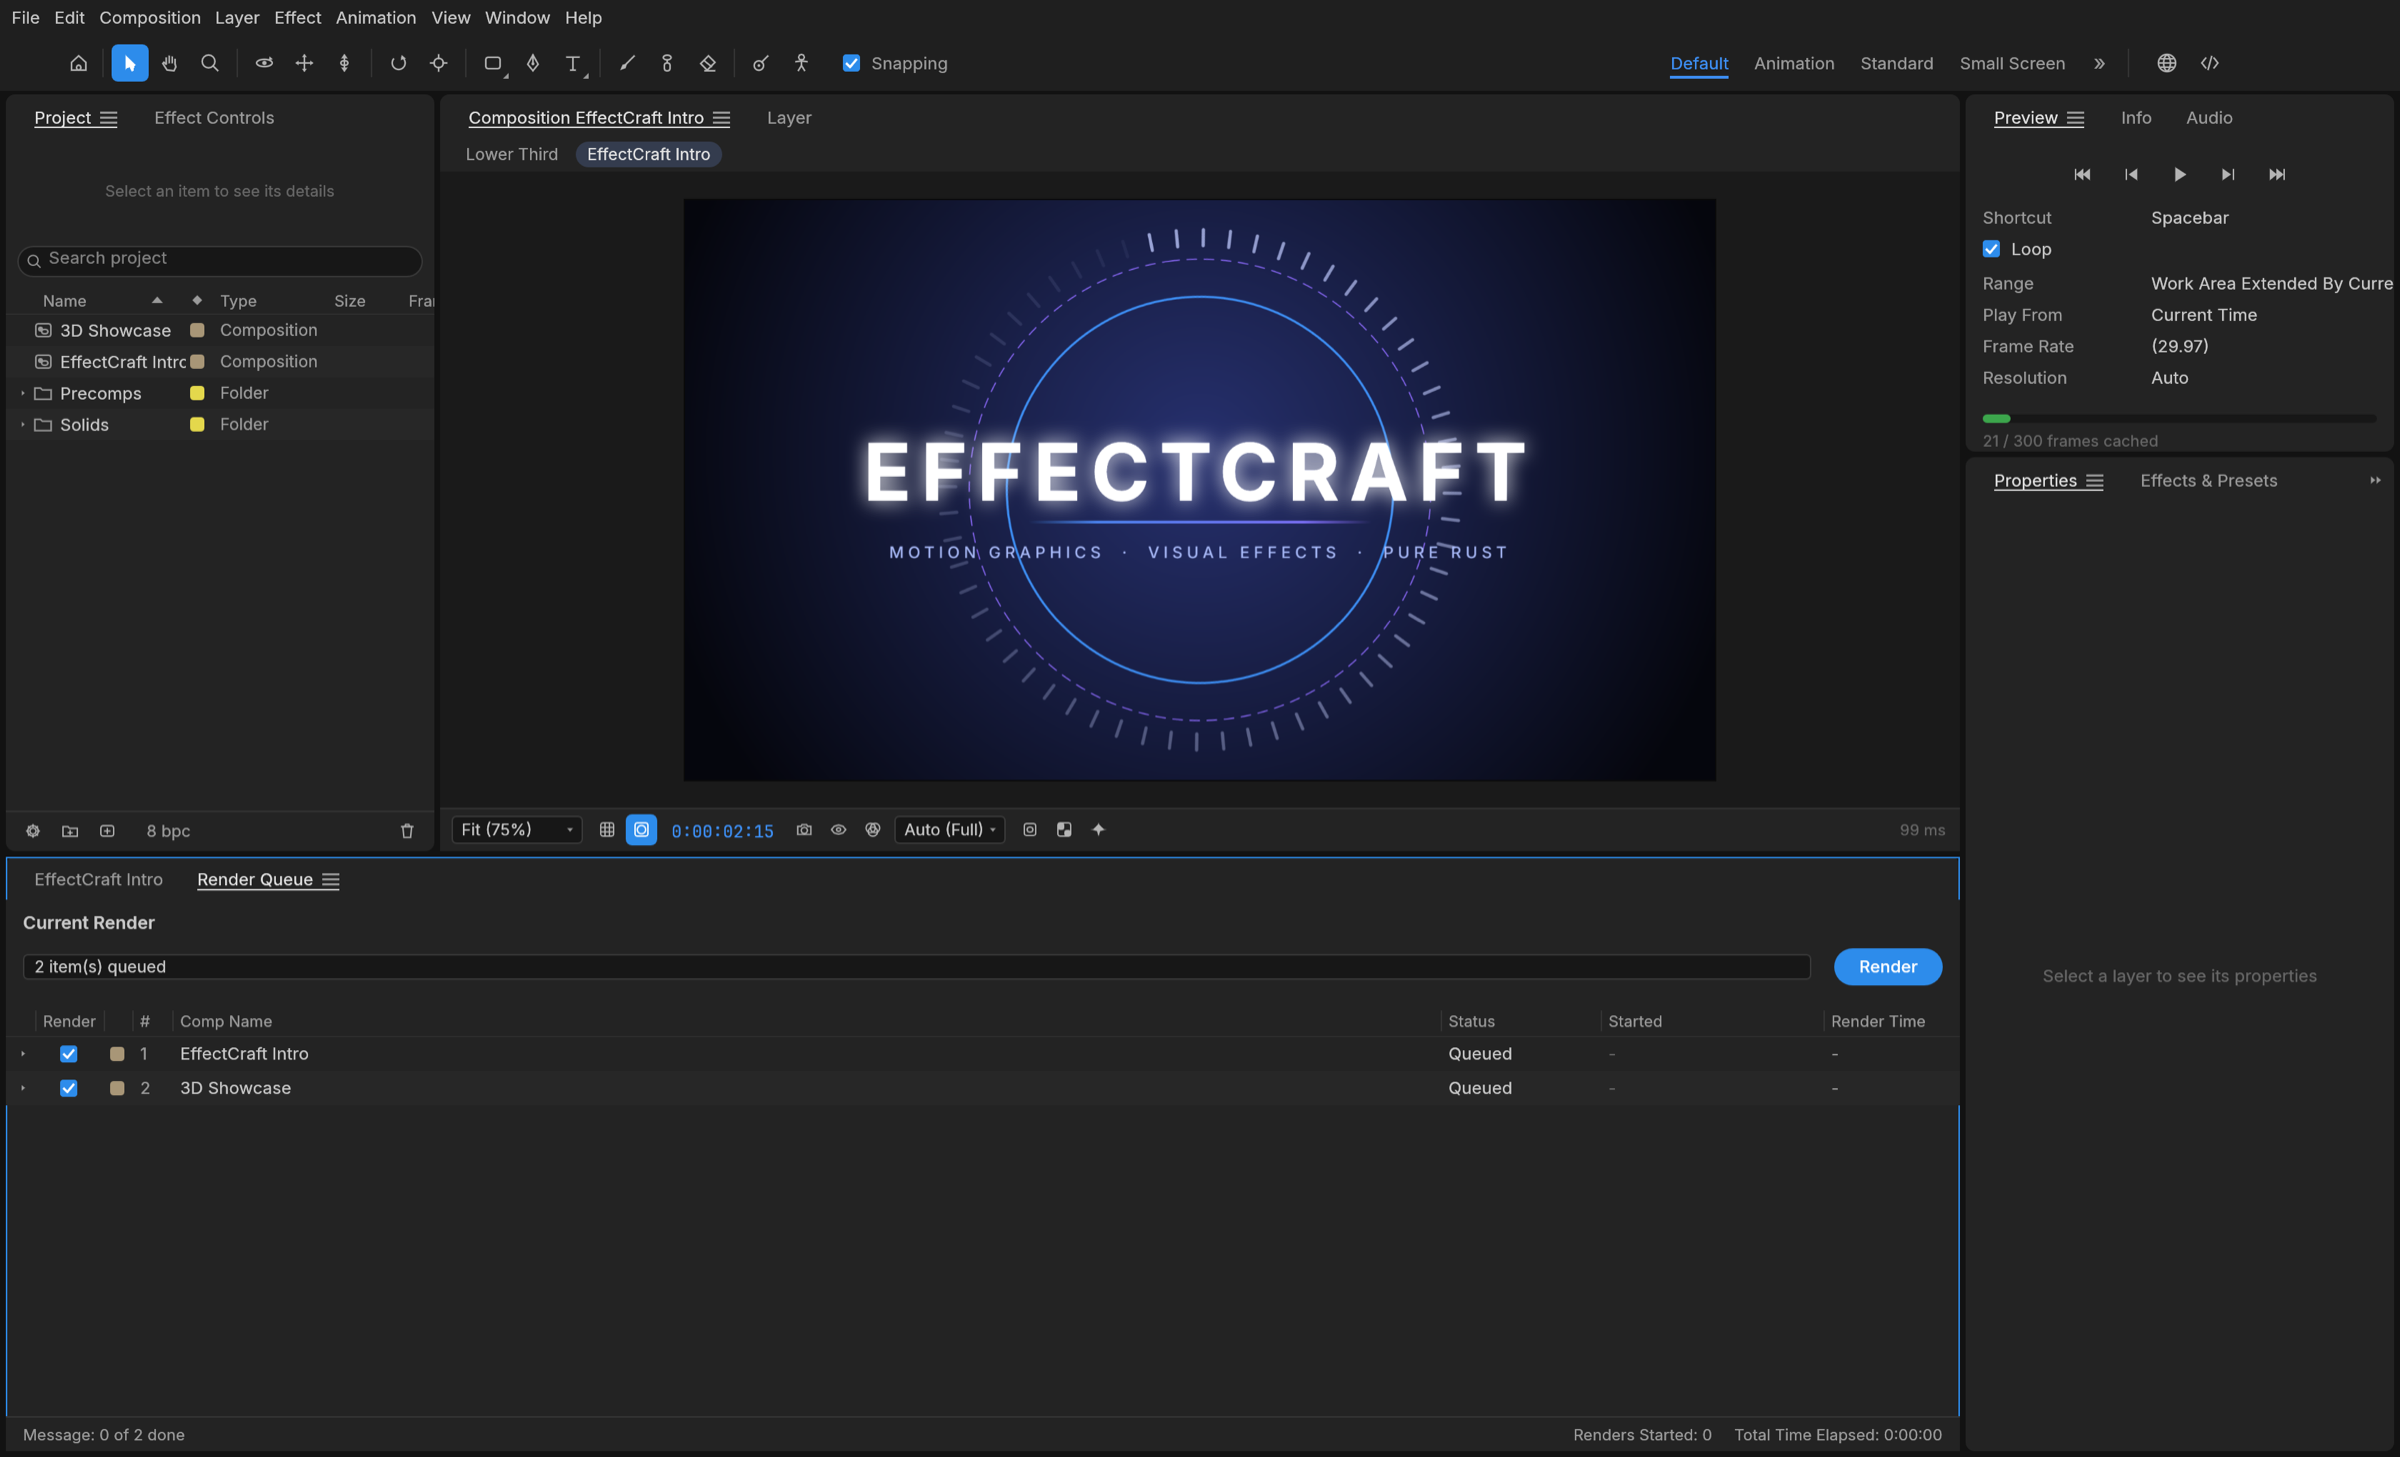 File Edit Composition Layer Effect Animation View Window Help
Snapping
Default Animation Standard Small Screen
Project Effect Controls
Select an item to see its details
Search project
Name Type Size Fra
3D Showcase Composition
EffectCraft Intro Composition
Precomps Folder
Solids Folder
8 bpc
Composition EffectCraft Intro Layer
Lower Third EffectCraft Intro
EFFECTCRAFT
MOTION GRAPHICS · VISUAL EFFECTS · PURE RUST
Fit (75%) 0:00:02:15 Auto (Full) 99 ms
Preview Info Audio
Shortcut Spacebar
Loop
Range Work Area Extended By Curre
Play From Current Time
Frame Rate (29.97)
Resolution Auto
21 / 300 frames cached
Properties Effects & Presets
Select a layer to see its properties
EffectCraft Intro Render Queue
Current Render
2 item(s) queued Render
Render # Comp Name Status Started Render Time
1 EffectCraft Intro Queued - -
2 3D Showcase Queued - -
Message: 0 of 2 done Renders Started: 0 Total Time Elapsed: 0:00:00